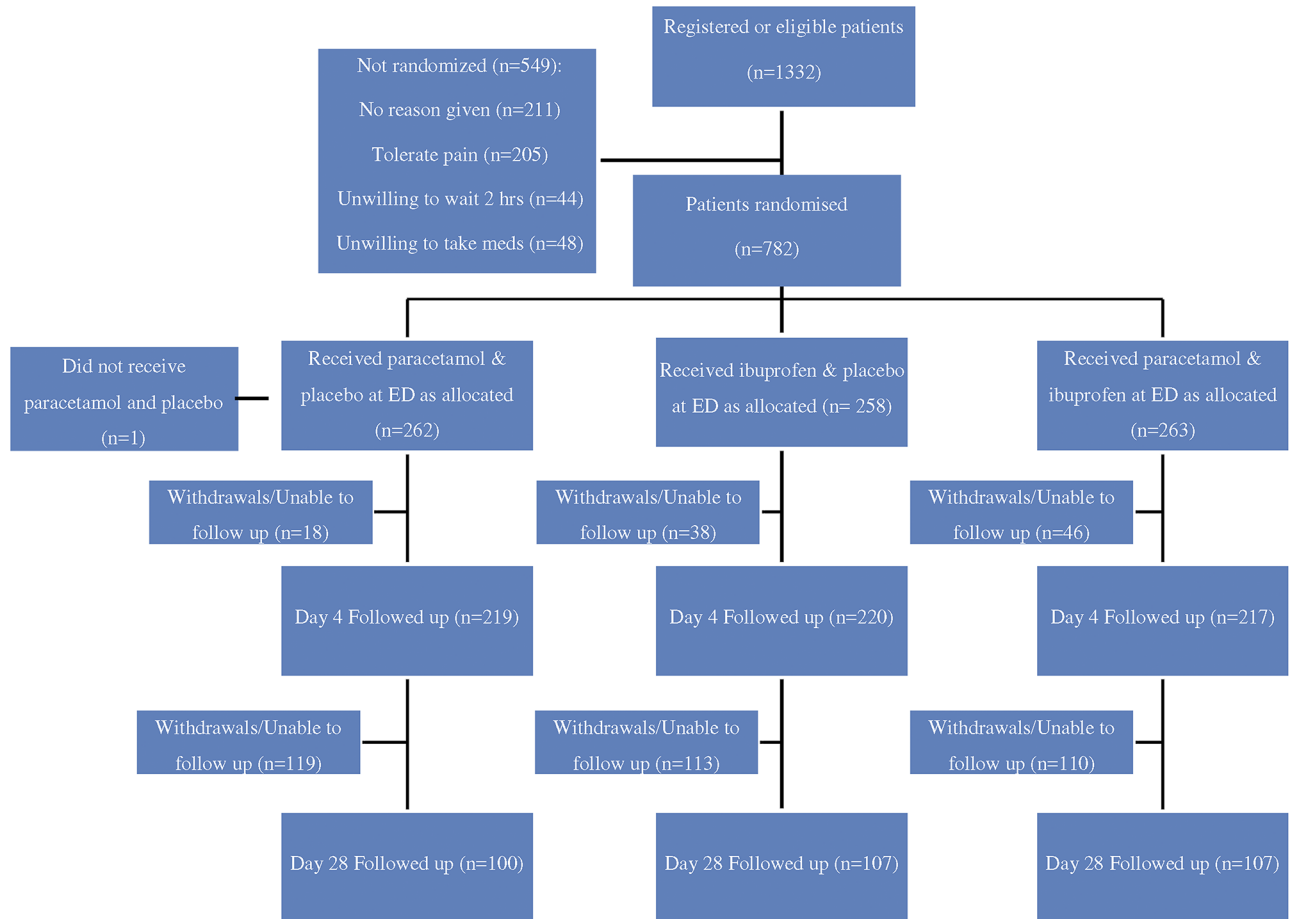 Registered or eligible patients
(n=1332)
Not randomized (n=549):
No reason given (n=211)
Tolerate pain (n=205)
Unwilling to wait 2 hrs (n=44)
Unwilling to take meds (n=48)
Patients randomised
(n=782)
Did not receive
paracetamol and placebo
(n=1)
Received paracetamol &
placebo at ED as allocated
(n=262)
Received ibuprofen & placebo
at ED as allocated (n= 258)
Received paracetamol &
ibuprofen at ED as allocated
(n=263)
Withdrawals/Unable to
follow up (n=18)
Withdrawals/Unable to
follow up (n=38)
Withdrawals/Unable to
follow up (n=46)
Day 4 Followed up (n=219)
Day 4 Followed up (n=220)
Day 4 Followed up (n=217)
Withdrawals/Unable to
follow up (n=119)
Withdrawals/Unable to
follow up (n=113)
Withdrawals/Unable to
follow up (n=110)
Day 28 Followed up (n=100)
Day 28 Followed up (n=107)
Day 28 Followed up (n=107)